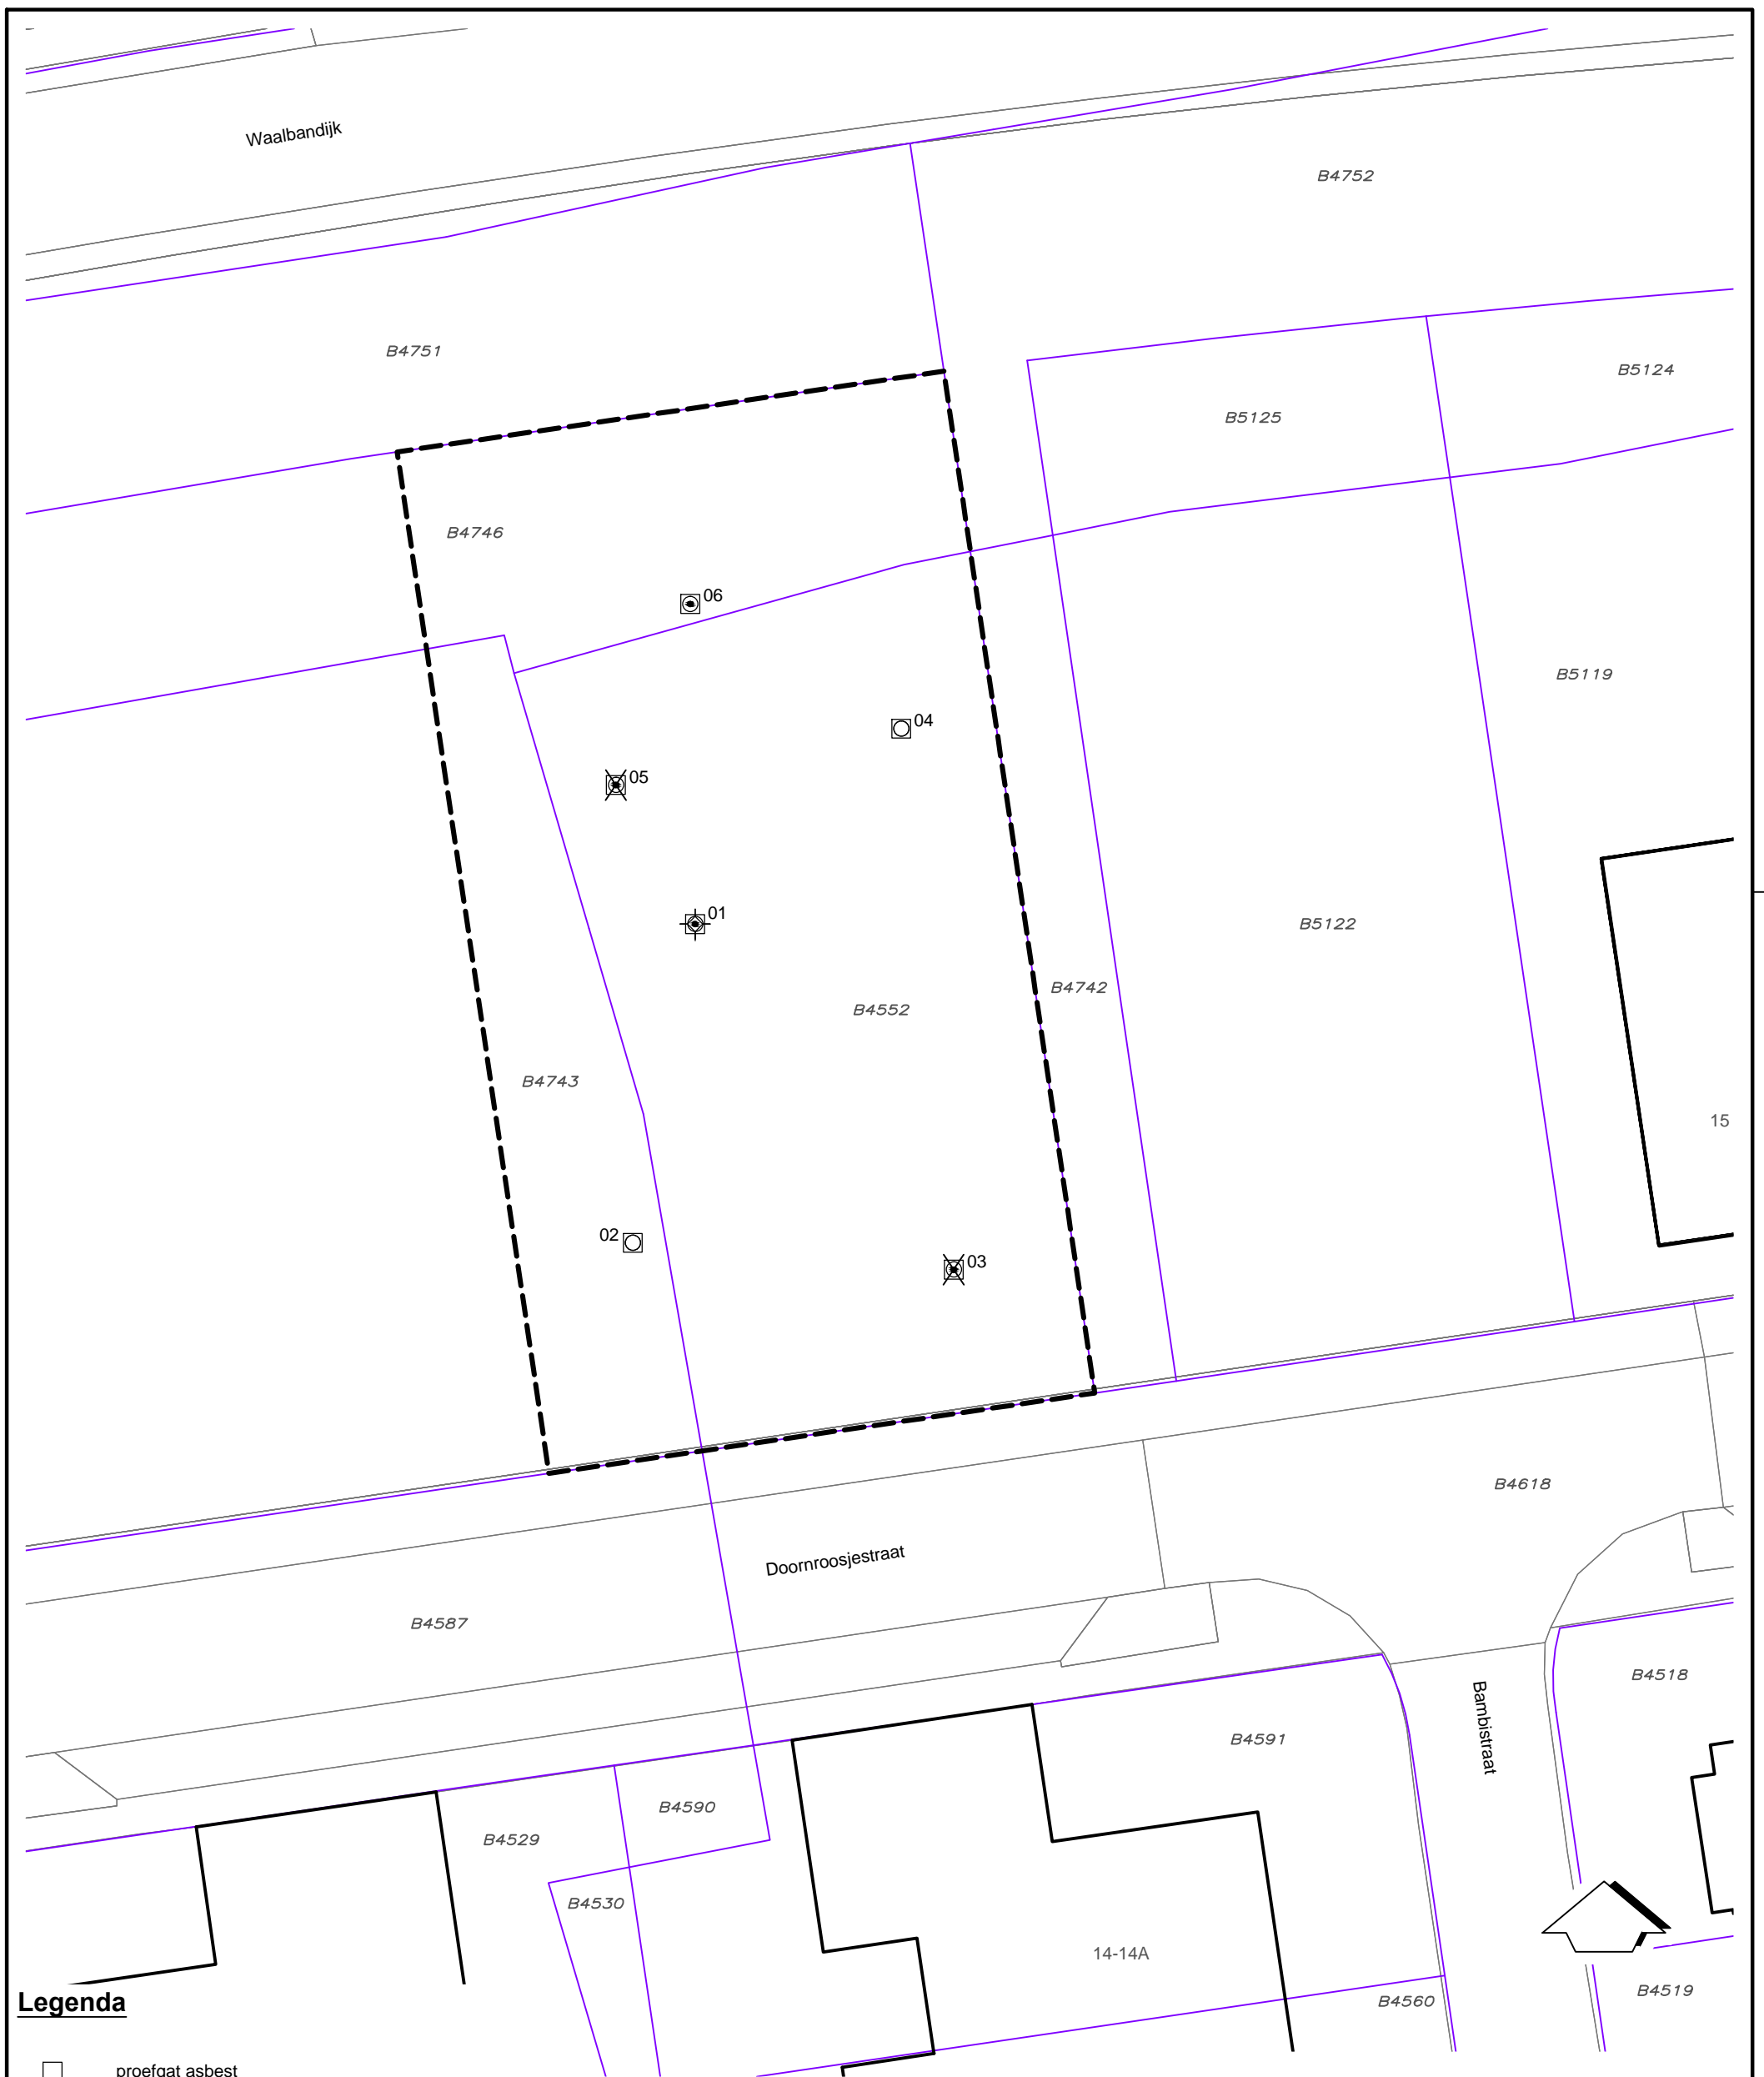 Waalbandijk
B4752
B4751
B5124
B5125
B4746
06
B5119
04
05
01
B5122
B4742
B4552
B4743
15
02
03
B4618
Doornroosjestraat
B4587
B4518
Bambistraat
B4591
B4590
B4529
B4530
14-14A
B4519
B4560
Legenda
proefgat asbest